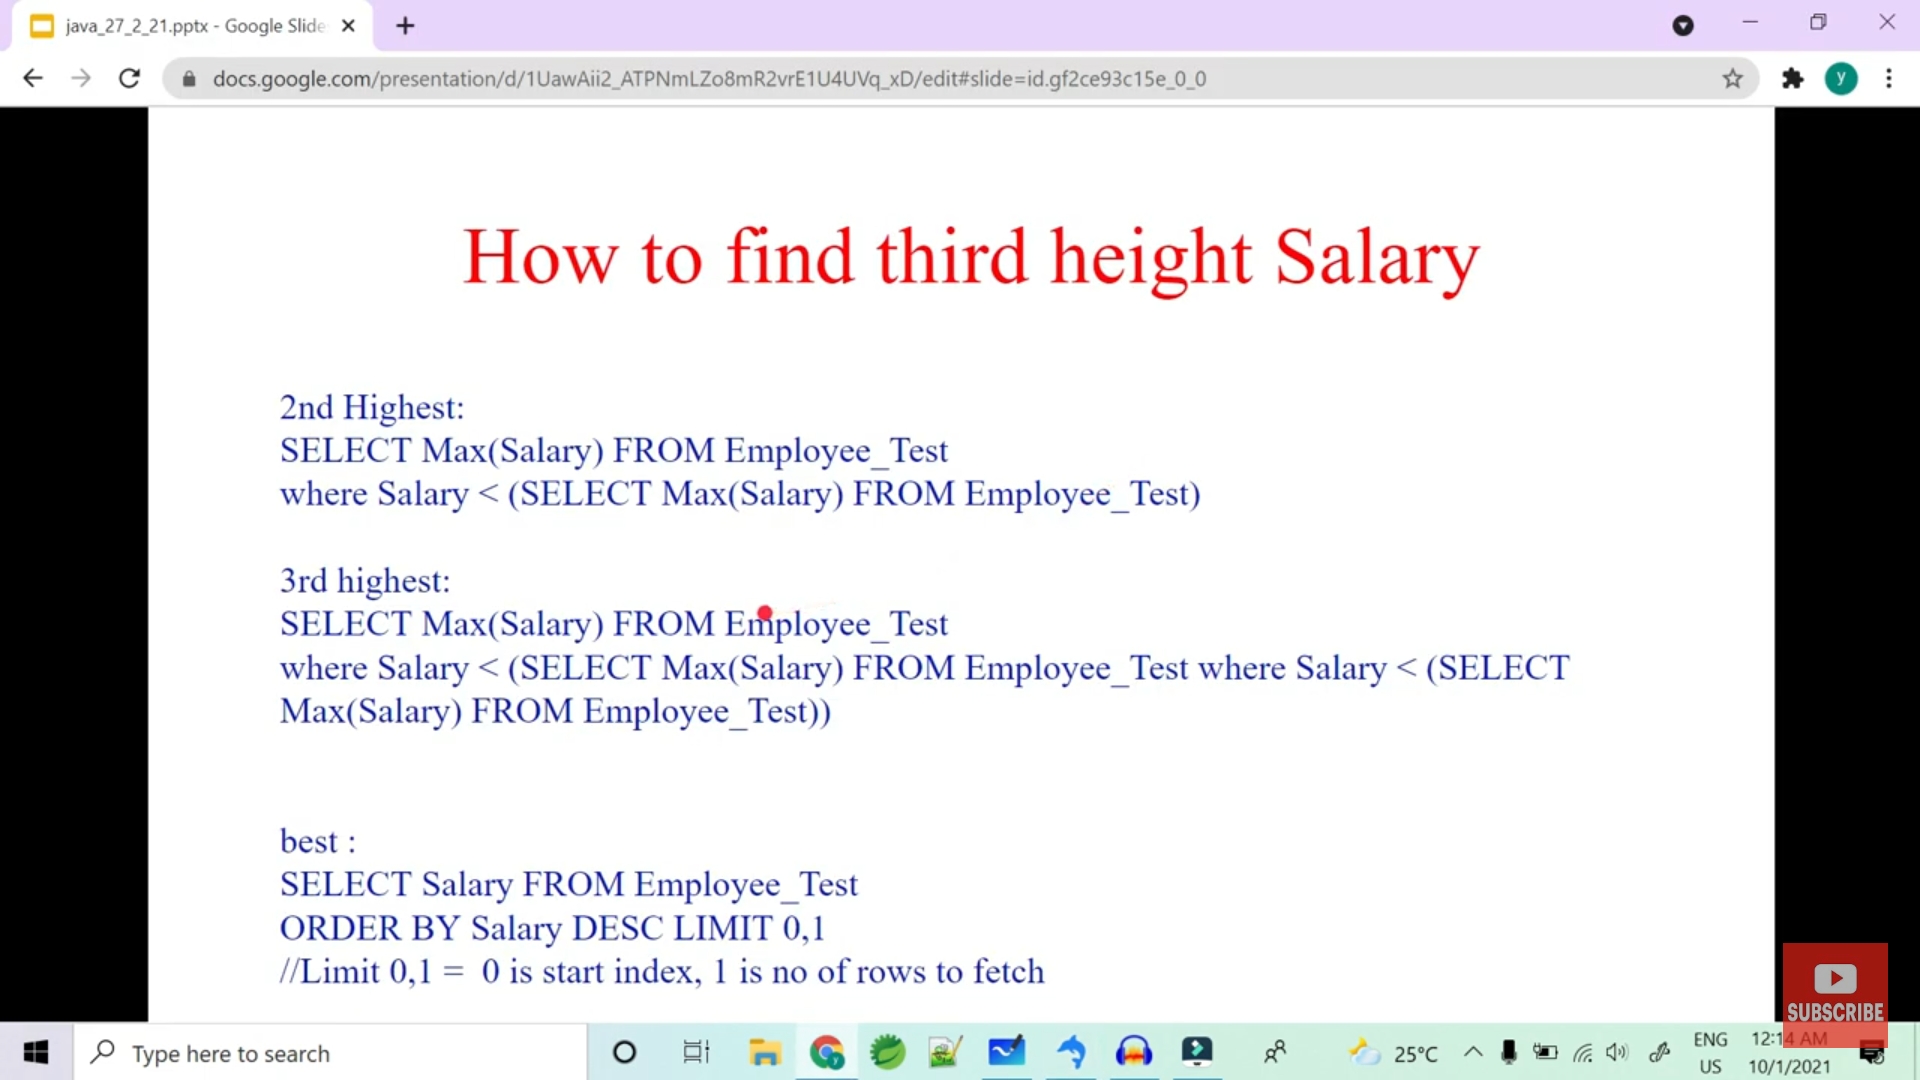 java_27_2_21.pptx - Google Slide
docs.google.com/presentation/d/1UawAii2_ATPNmLZo8mR2vrE1U4UVq_xD/edit#slide=id.gf2ce93c15e_0_0
y
How to find third height Salary
2nd Highest:
SELECT Max(Salary) FROM Employee_Test
where Salary < (SELECT Max(Salary) FROM Employee_Test)
3rd highest:
SELECT Max(Salary) FROM Employee_Test
where Salary < (SELECT Max(Salary) FROM Employee_Test where Salary < (SELECT
Max(Salary) FROM Employee_Test))
best :
SELECT Salary FROM Employee_Test
ORDER BY Salary DESC LIMIT 0,1
//Limit 0,1 = 0 is start index, 1 is no of rows to fetch
SUBSCRIBE
Type here to search
25°C
ENG
US
12:14 AM
10/1/2021